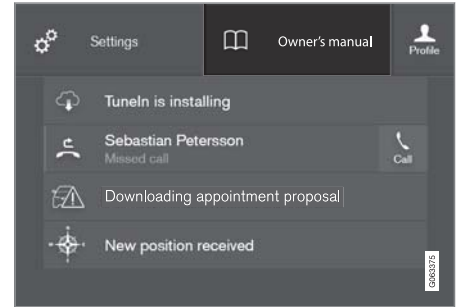 Settings
Owner's manual
Profile
TuneIn is installing
Sebastian Petersson
Missed call
Call
Downloading appointment proposal
New position received
G063375